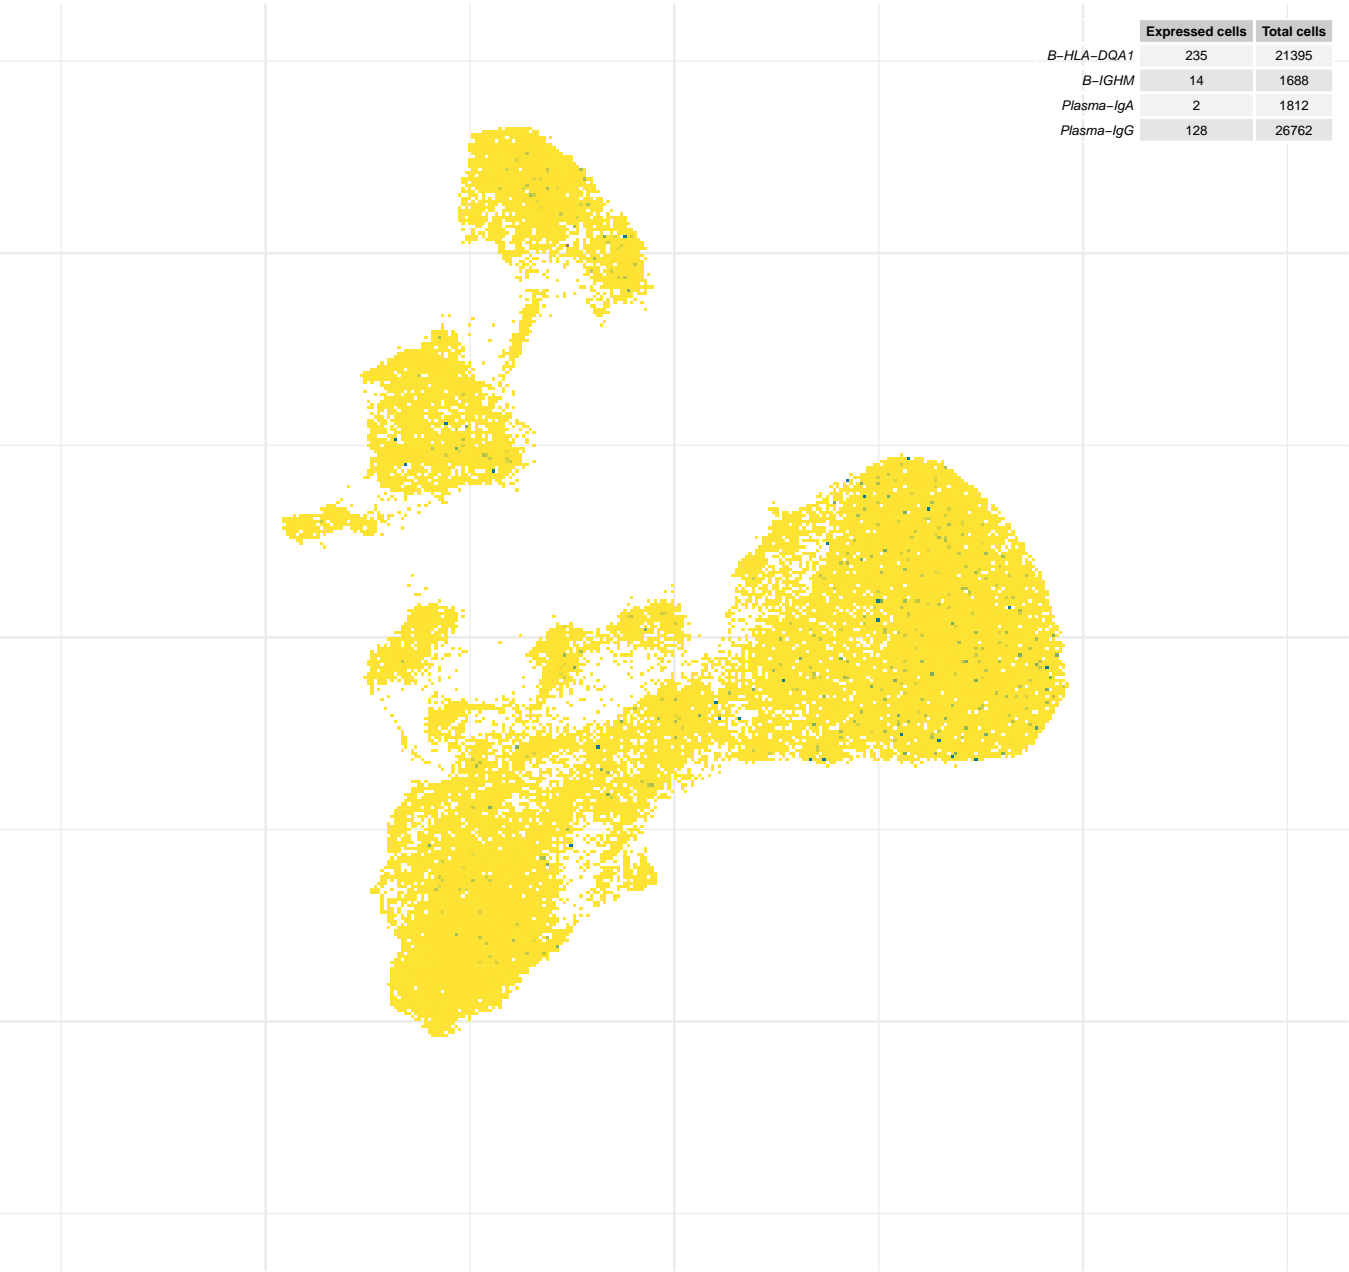 Expressed cells Total cells
B−HLA−DQA1 235 21395
B−IGHM 14 1688
Plasma−IgA 2 1812
Plasma−IgG 128 26762